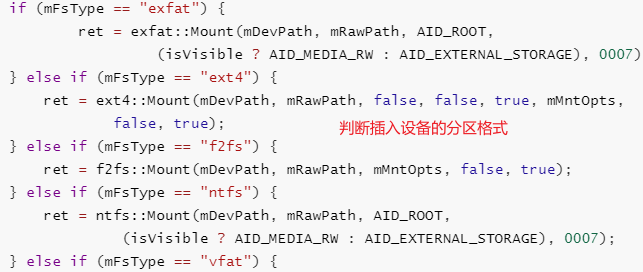 if (mFsType == "exfat") {
ret = exfat::Mount(mDevPath, mRawPath, AID_ROOT,
(isVisible ? AID_MEDIA_RW : AID_EXTERNAL_STORAGE), 0007)
} else if (mFsType == "ext4") {
ret = ext4::Mount(mDevPath, mRawPath, false, false, true, mMntOpts,
false, true);
判断插入设备的分区格式
} else if (mFsType == "f2fs") {
ret = f2fs::Mount(mDevPath, mRawPath, mMntOpts, false, true);
} else if (mFsType == "ntfs") {
ret = ntfs::Mount(mDevPath, mRawPath, AID_ROOT,
(isVisible ? AID_MEDIA_RW : AID_EXTERNAL_STORAGE), 0007);
} else if (mFsType == "vfat") {